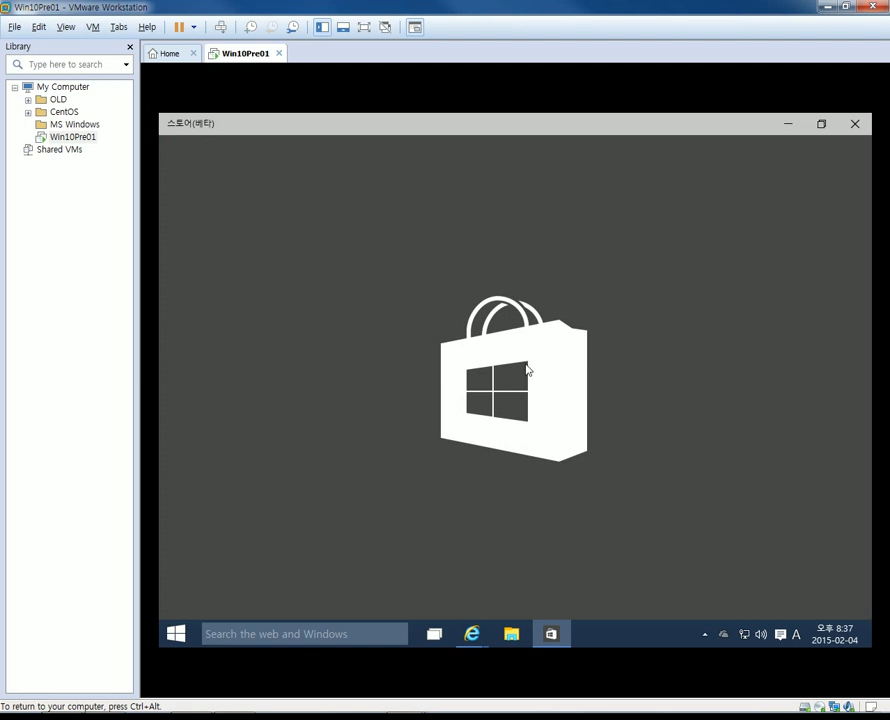 Win10Pre01 - VMware Workstation
File Edit View VM Tabs Help
Library
Type here to search
My Computer
OLD
CentOS
MS Windows
Win10Pre01
Shared VMs
Home Win10Pre01
스토어(베타)
Search the web and Windows
A
오후 8:37
2015-02-04
To return to your computer, press Ctrl+Alt.